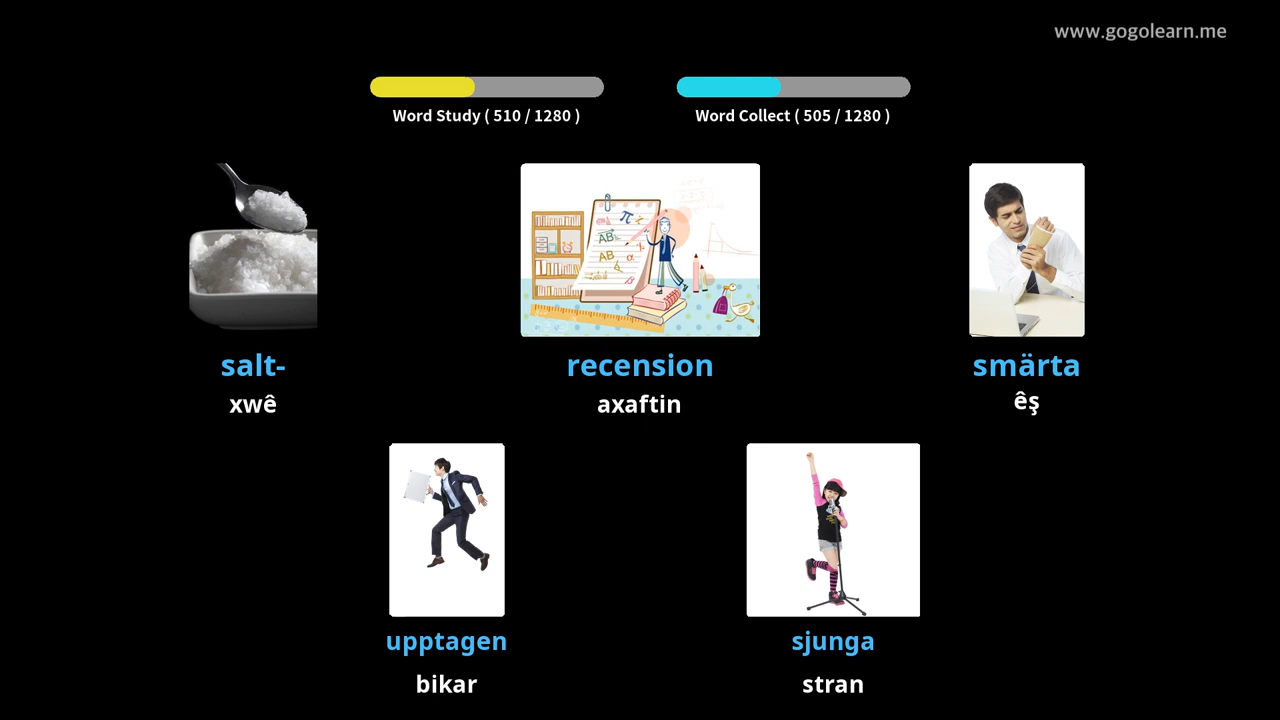 www.gogolearn.me
Word Study ( 510 / 1280 )
Word Collect ( 505 / 1280 )
salt-
xwê
recension
axaftin
smärta
êş
upptagen
bikar
sjunga
stran